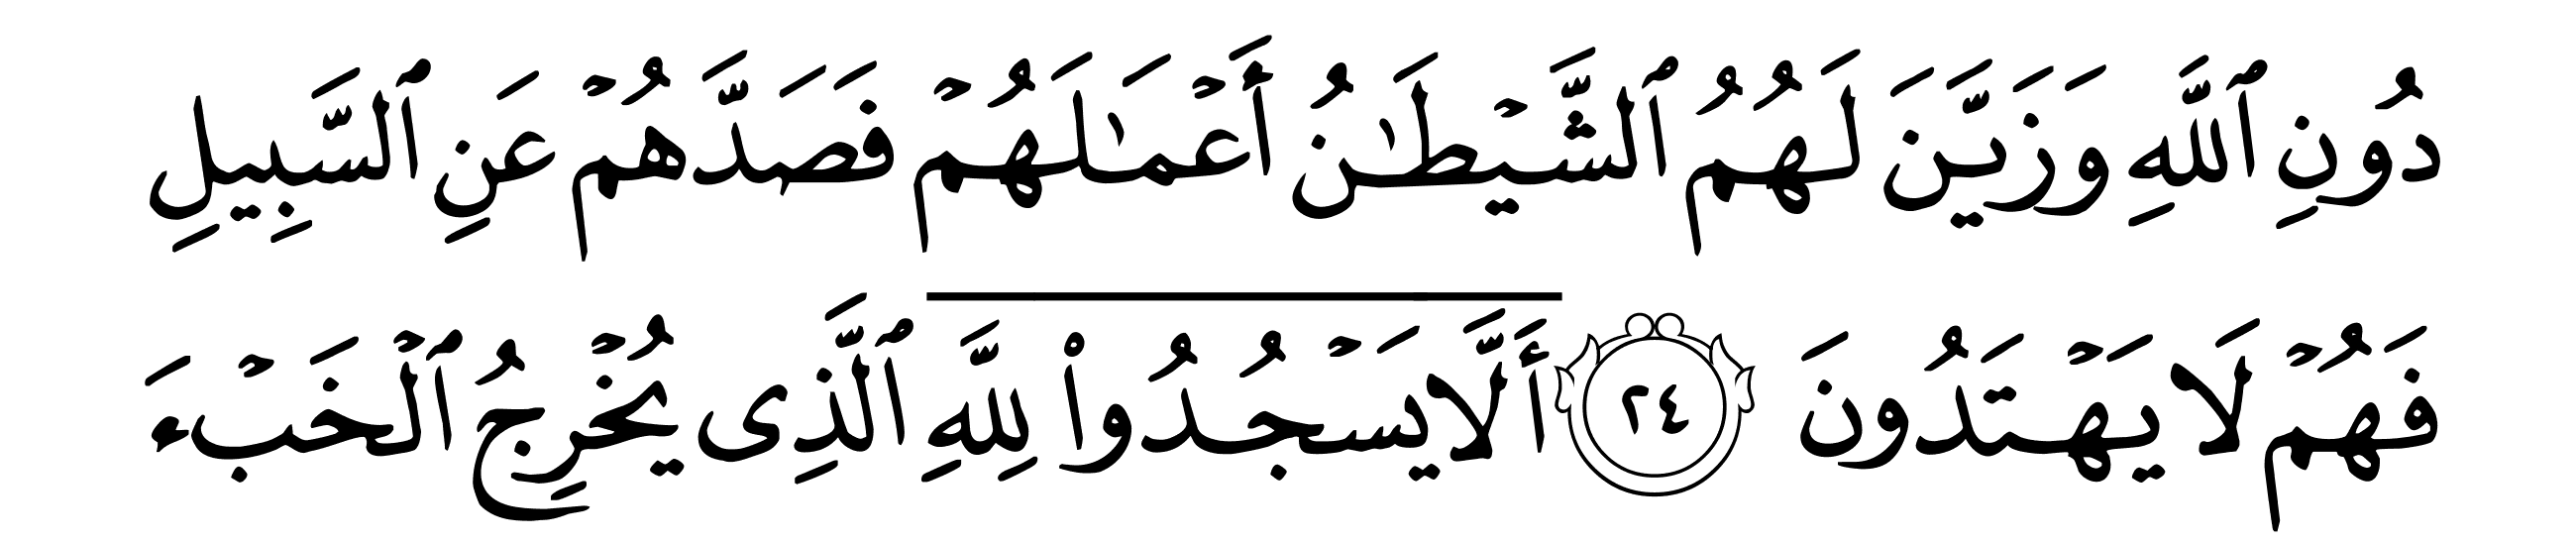 دُونِ ٱللَّهِ وَزَيَّنَ لَهُمُ ٱلشَّيْطَـٰنُ أَعْمَـٰلَهُمْ فَصَدَّهُمْ عَنِ ٱلسَّبِيلِ
فَهُمْ لَا يَهْتَدُونَ ٢٤ أَلَّا يَسْجُدُوا۟ لِلَّهِ ٱلَّذِى يُخْرِجُ ٱلْخَبْءَ